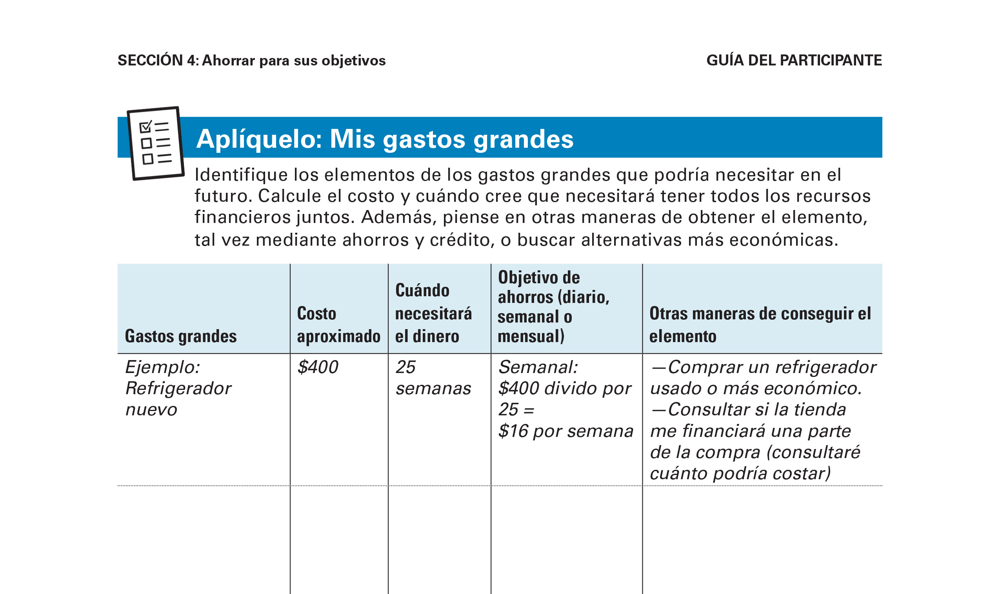 SECCIÓN 4: Ahorrar para sus objetivos
GUÍA DEL PARTICIPANTE
Aplíquelo: Mis gastos grandes
Identifique los elementos de los gastos grandes que podría necesitar en el
futuro. Calcule el costo y cuándo cree que necesitará tener todos los recursos
financieros juntos. Además, piense en otras maneras de obtener el elemento,
tal vez mediante ahorros y crédito, o buscar alternativas más económicas.
Gastos grandes
Costo
aproximado
Cuándo
necesitará
el dinero
Objetivo de
ahorros (diario,
semanal o
mensual)
Otras maneras de conseguir el
elemento
Ejemplo:
Refrigerador
nuevo
$400
25
semanas
Semanal:
$400 divido por
25 =
$16 por semana
—Comprar un refrigerador
usado o más económico.
—Consultar si la tienda
me financiará una parte
de la compra (consultaré
cuánto podría costar)